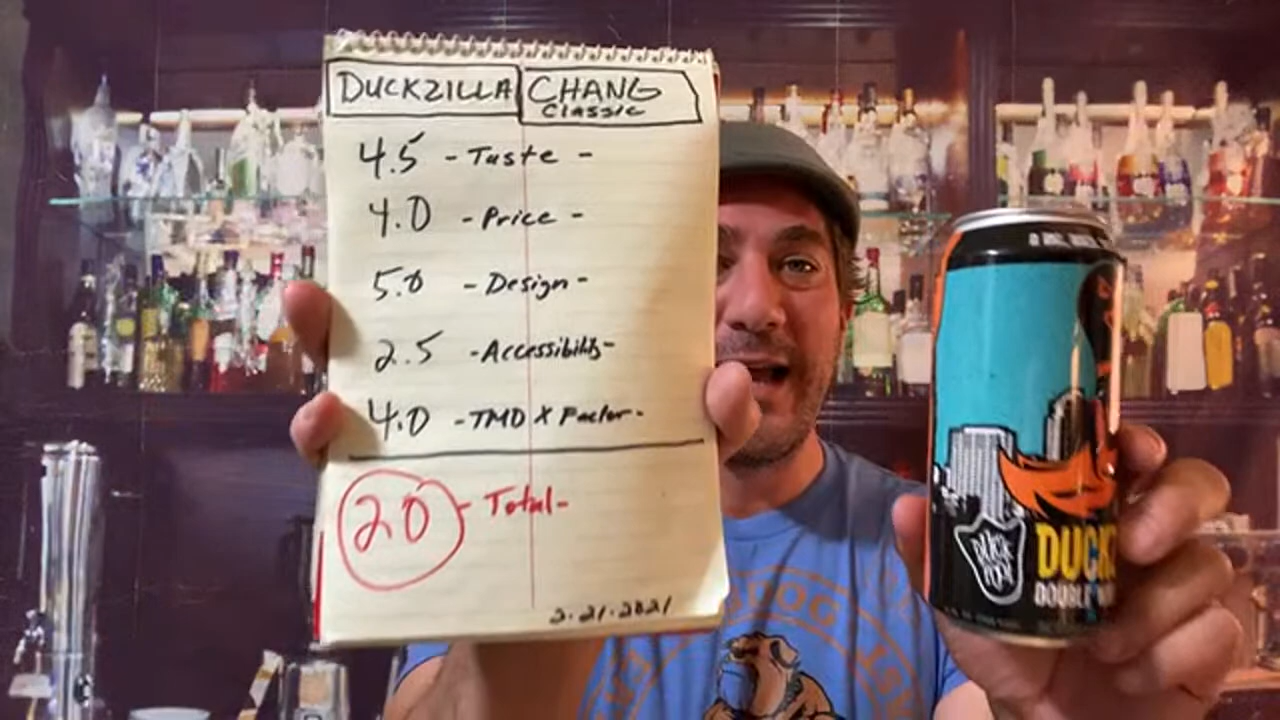 DUCKZILLA CHANG
Classic
4.5 - Taste -
4.0 - Price -
5.0 - Design -
2.5 - Accessibility -
4.0 - TMD X Factor -
20 - Total -
2.21.2021
DUCK
DOUBLE